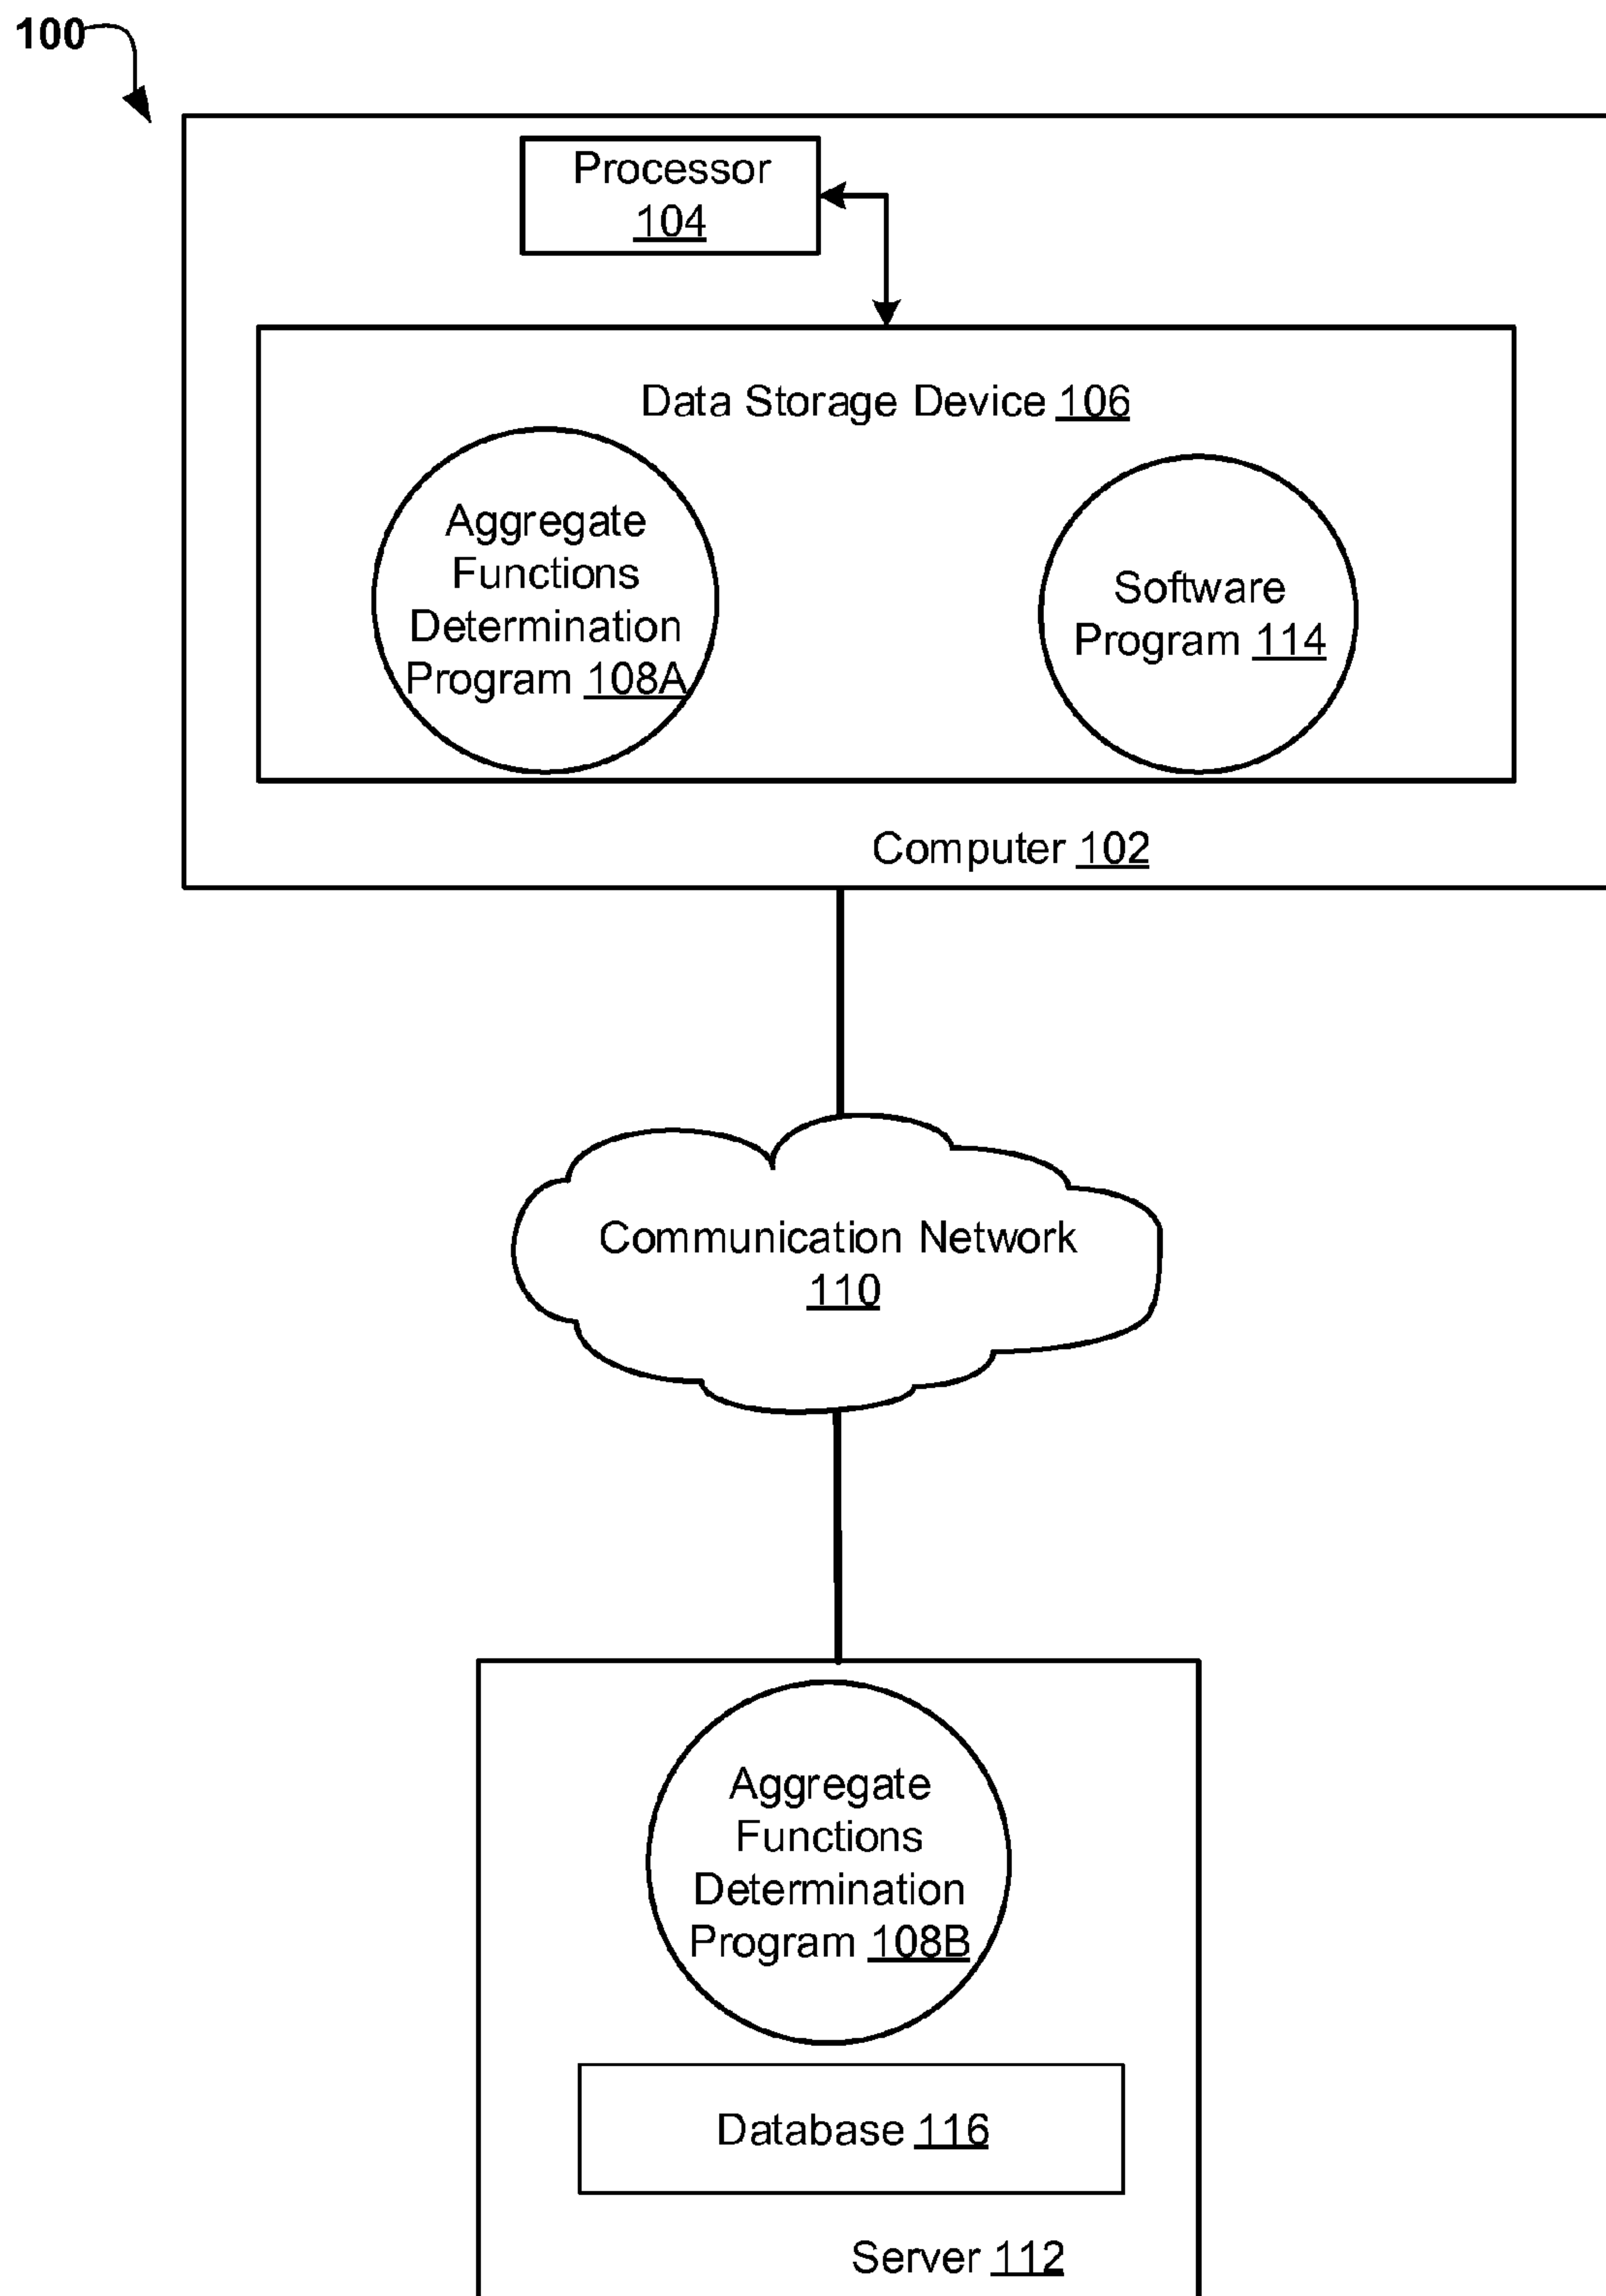 100
Processor
104
Data Storage Device 106
Aggregate
Functions
Determination
Program 108A
Software
Program 114
Computer 102
Communication Network
110
Aggregate
Functions
Determination
Program 108B
Database 116
Server 112